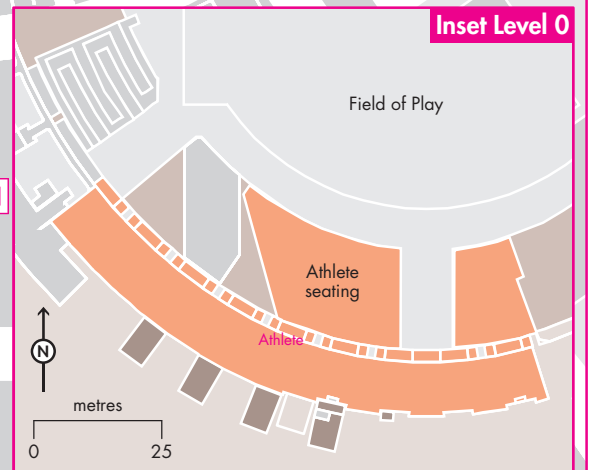 Inset Level 0
Field of Play
Athlete
seating
Athlete
N
metres
0 25